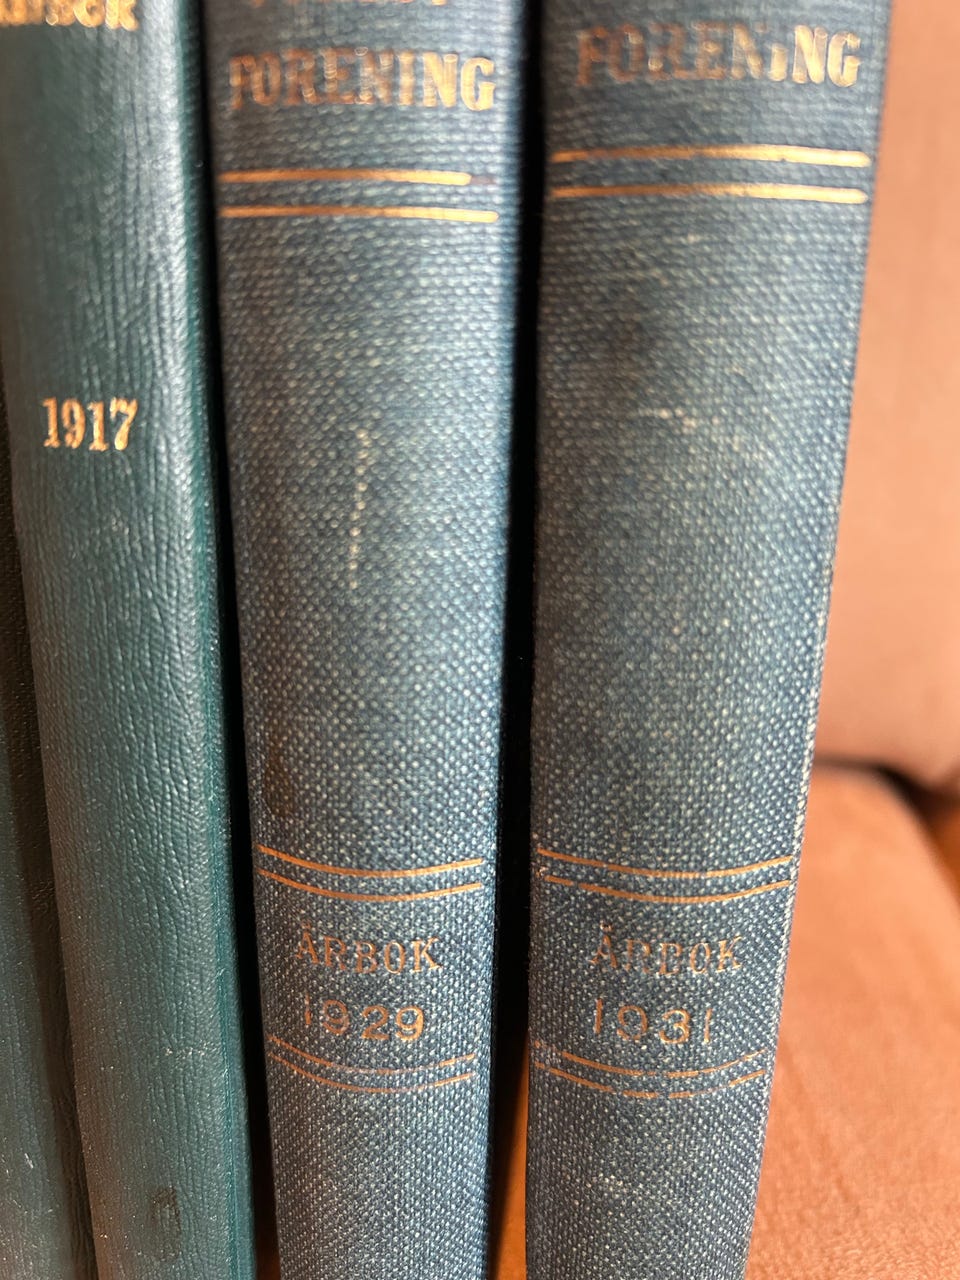 1917
FORENING
ÅRBOK
1929
FORENING
ÅRBOK
1931